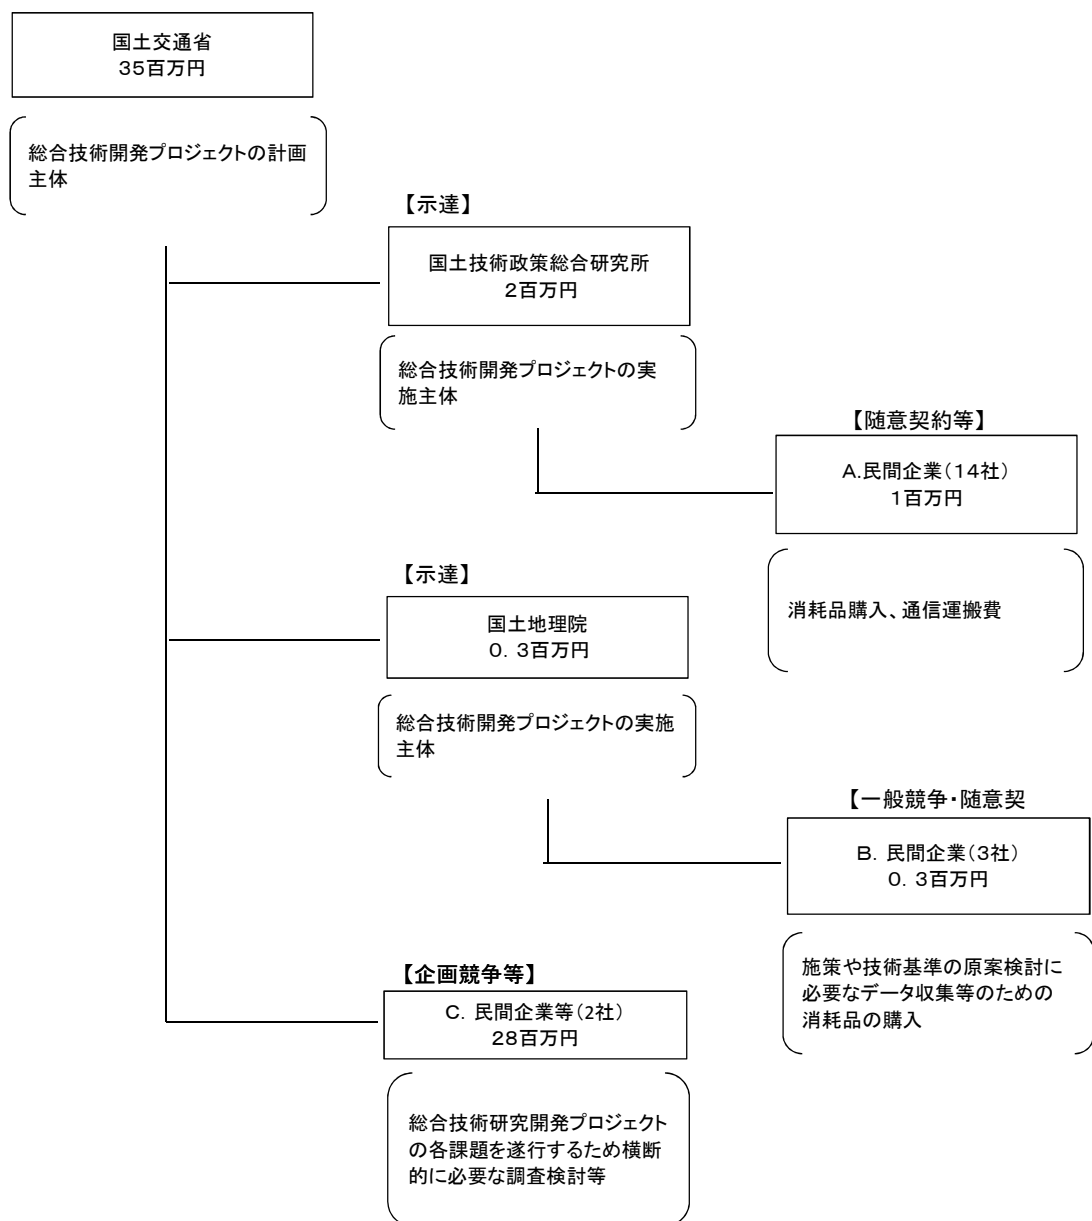 国土交通省
35百万円
総合技術開発プロジェクトの計画
主体
【示達】
国土技術政策総合研究所
2百万円
総合技術開発プロジェクトの実
施主体
【随意契約等】
A.民間企業(14社)
1百万円
消耗品購入、通信運搬費
【示達】
国土地理院
0.3百万円
総合技術開発プロジェクトの実施
主体
【一般競争・随意契
B.民間企業(3社)
0.3百万円
施策や技術基準の原案検討に
必要なデータ収集等のための
消耗品の購入
【企画競争等】
C.民間企業等(2社)
28百万円
総合技術研究開発プロジェクト
の各課題を遂行するため横断
的に必要な調査検討等